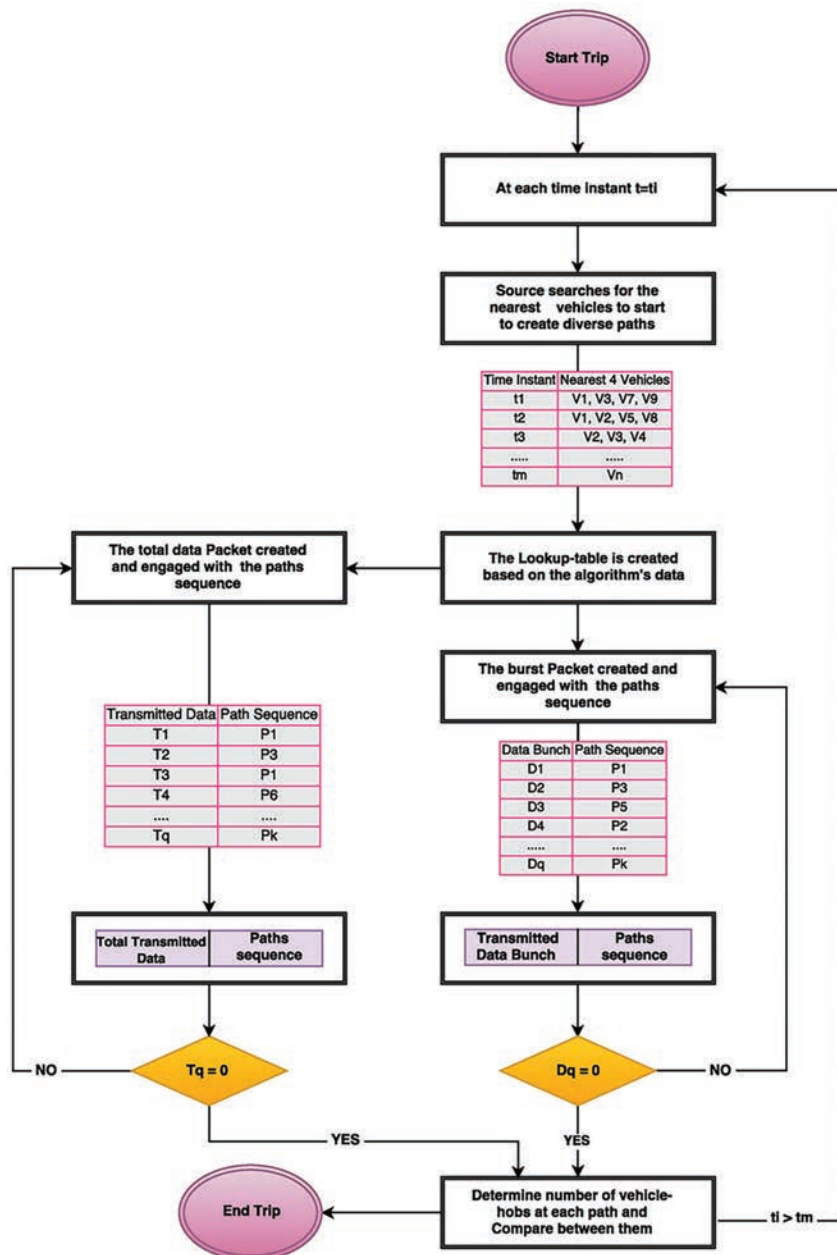 Start Trip
At each time instant t=ti
Source searches for the
nearest vehicles to start
to create diverse paths
Time Instant Nearest 4 Vehicles
t1 V1, V3, V7, V9
t2 V1, V2, V5, V8
t3 V2, V3, V4
..... .....
tm Vn
The total data Packet created
and engaged with the paths
sequence
The Lookup-table is created
based on the algorithm's data
The burst Packet created and
engaged with the paths
sequence
Transmitted Data Path Sequence
T1 P1
T2 P3
T3 P1
T4 P6
.... ....
Tq Pk
Data Bunch Path Sequence
D1 P1
D2 P3
D3 P5
D4 P2
..... ....
Dq Pk
Total Transmitted
Data
Paths
sequence
Transmitted
Data Bunch
Paths
sequence
NO
Tq = 0
Dq = 0
NO
YES
YES
End Trip
Determine number of vehicle-
hobs at each path and
Compare between them
ti > tm